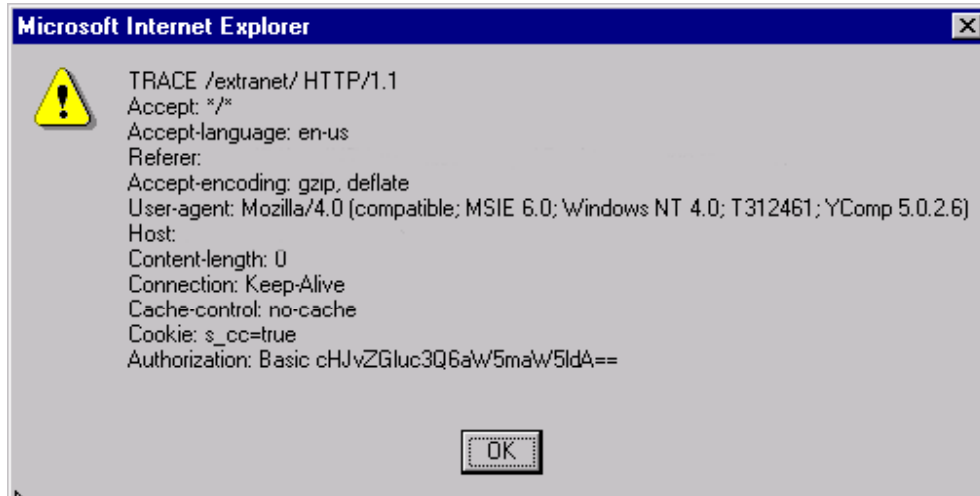 Microsoft Internet Explorer
TRACE /extranet/ HTTP/1.1
Accept: */*
Accept-language: en-us
Referer:
Accept-encoding: gzip, deflate
User-agent: Mozilla/4.0 (compatible; MSIE 6.0; Windows NT 4.0; T312461; YComp 5.0.2.6)
Host:
Content-length: 0
Connection: Keep-Alive
Cache-control: no-cache
Cookie: s_cc=true
Authorization: Basic cHJvZGluc3Q6aW5maW5ldA==
OK